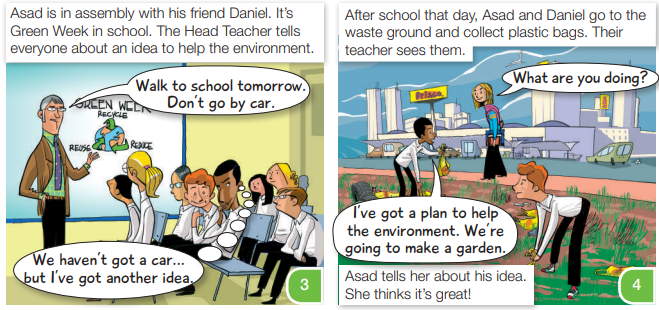 Asad is in assembly with his friend Daniel. It's
Green Week in school. The Head Teacher tells
everyone about an idea to help the environment.
Walk to school tomorrow.
Don't go by car.
GREEN WEEK
RECYCLE
REUSE
REDUCE
We haven't got a car...
but I've got another idea.
3
After school that day, Asad and Daniel go to the
waste ground and collect plastic bags. Their
teacher sees them.
What are you doing?
Frisco
I've got a plan to help
the environment. We're
going to make a garden.
Asad tells her about his idea.
She thinks it's great!
4